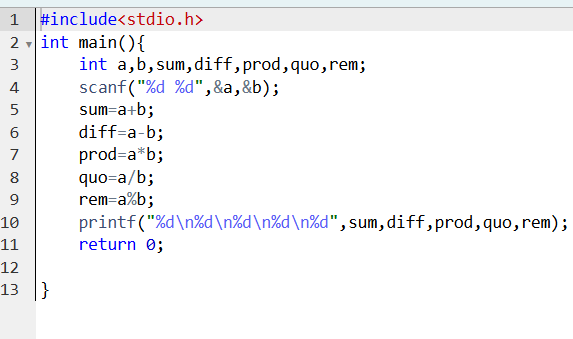 1 #include<stdio.h>
2 int main(){
3 int a,b,sum,diff,prod,quo,rem;
4 scanf("%d %d",&a,&b);
5 sum=a+b;
6 diff=a-b;
7 prod=a*b;
8 quo=a/b;
9 rem=a%b;
10 printf("%d\n%d\n%d\n%d\n%d",sum,diff,prod,quo,rem);
11 return 0;
12
13 }